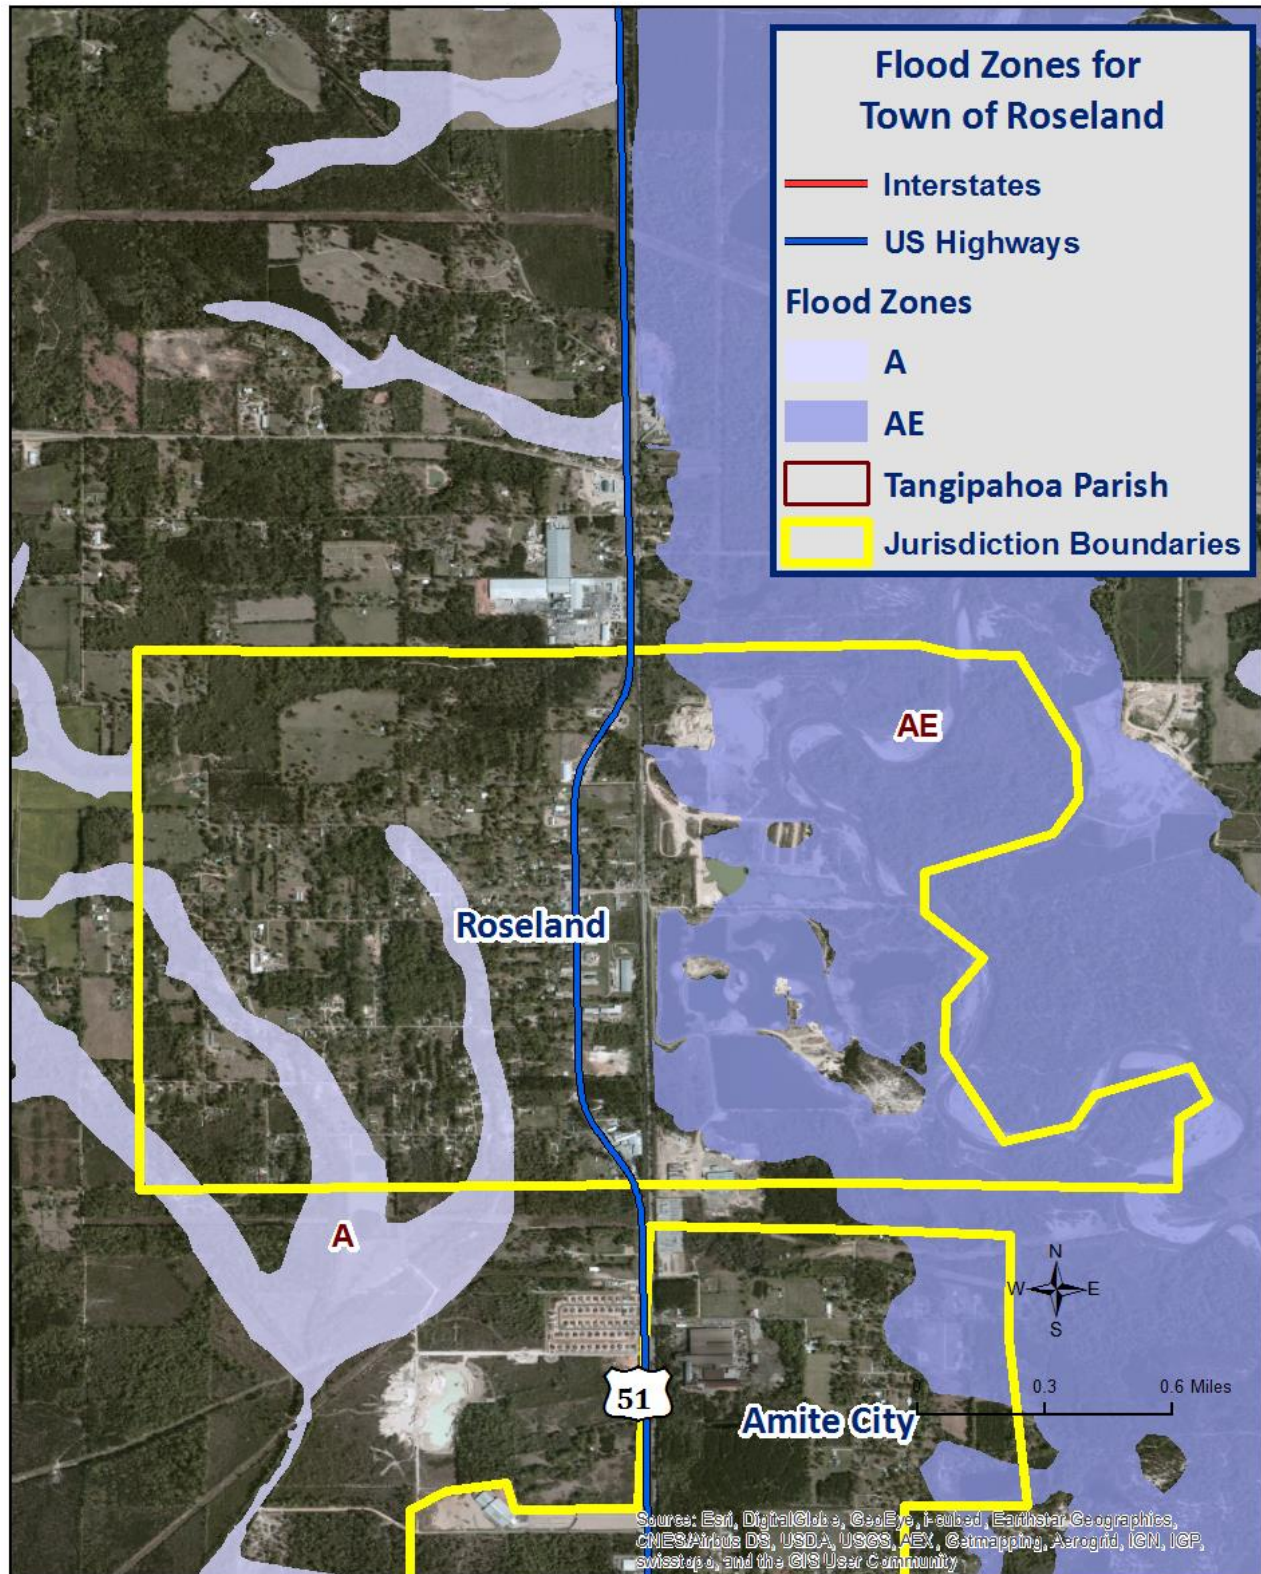 Flood Zones for
Town of Roseland
Interstates
US Highways
Flood Zones
A
AE
Tangipahoa Parish
Jurisdiction Boundaries
AE
Roseland
A
N
W E
S
0 0.3 0.6 Miles
51
Amite City
Source: Esri, DigitalGlobe, GeoEye, i-cubed, Earthstar Geographics,
CNES/Airbus DS, USDA, USGS, AEX, Getmapping, Aerogrid, IGN, IGP,
swisstopo, and the GIS User Community